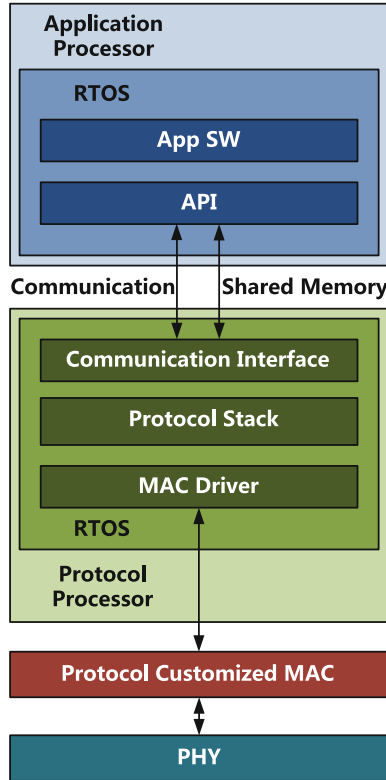 Application
Processor
RTOS
App SW
API
Communication Shared Memory
Communication Interface
Protocol Stack
MAC Driver
RTOS
Protocol
Processor
Protocol Customized MAC
PHY